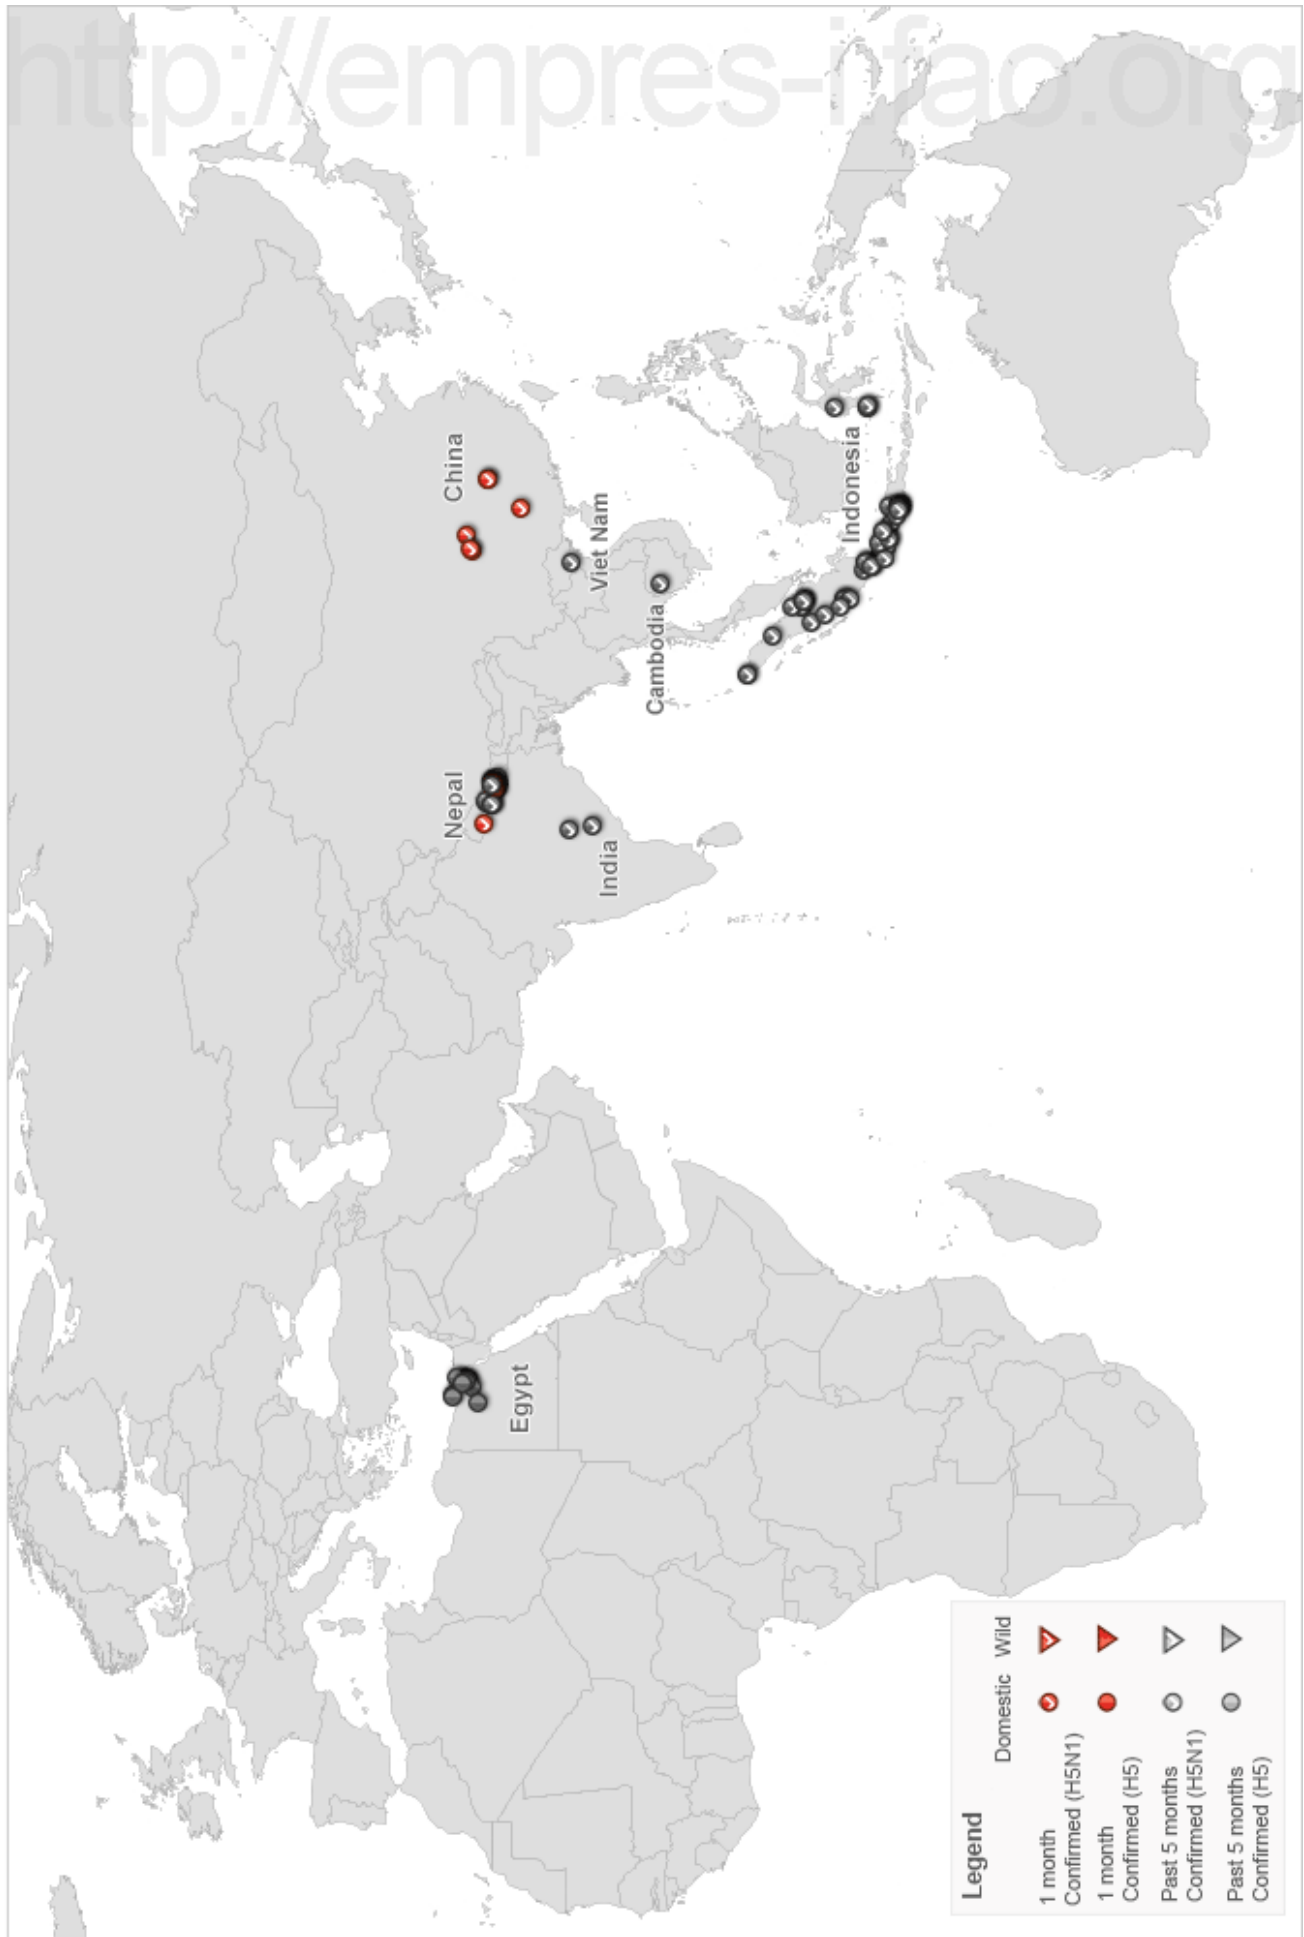 http://empres-i.fao.org
China
Viet Nam
Cambodia
Nepal
India
Indonesia
Egypt
Legend
Domestic Wild
1 month
Confirmed (H5N1)
1 month
Confirmed (H5)
Past 5 months
Confirmed (H5N1)
Past 5 months
Confirmed (H5)